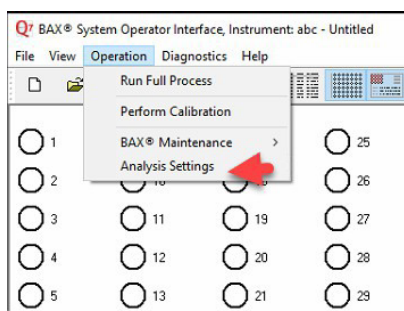 Q7 BAX® System Operator Interface, Instrument: abc - Untitled
File View Operation Diagnostics Help
Run Full Process
Perform Calibration
BAX® Maintenance >
Analysis Settings
1 25
2 26
3 11 19 27
4 12 20 28
5 13 21 29